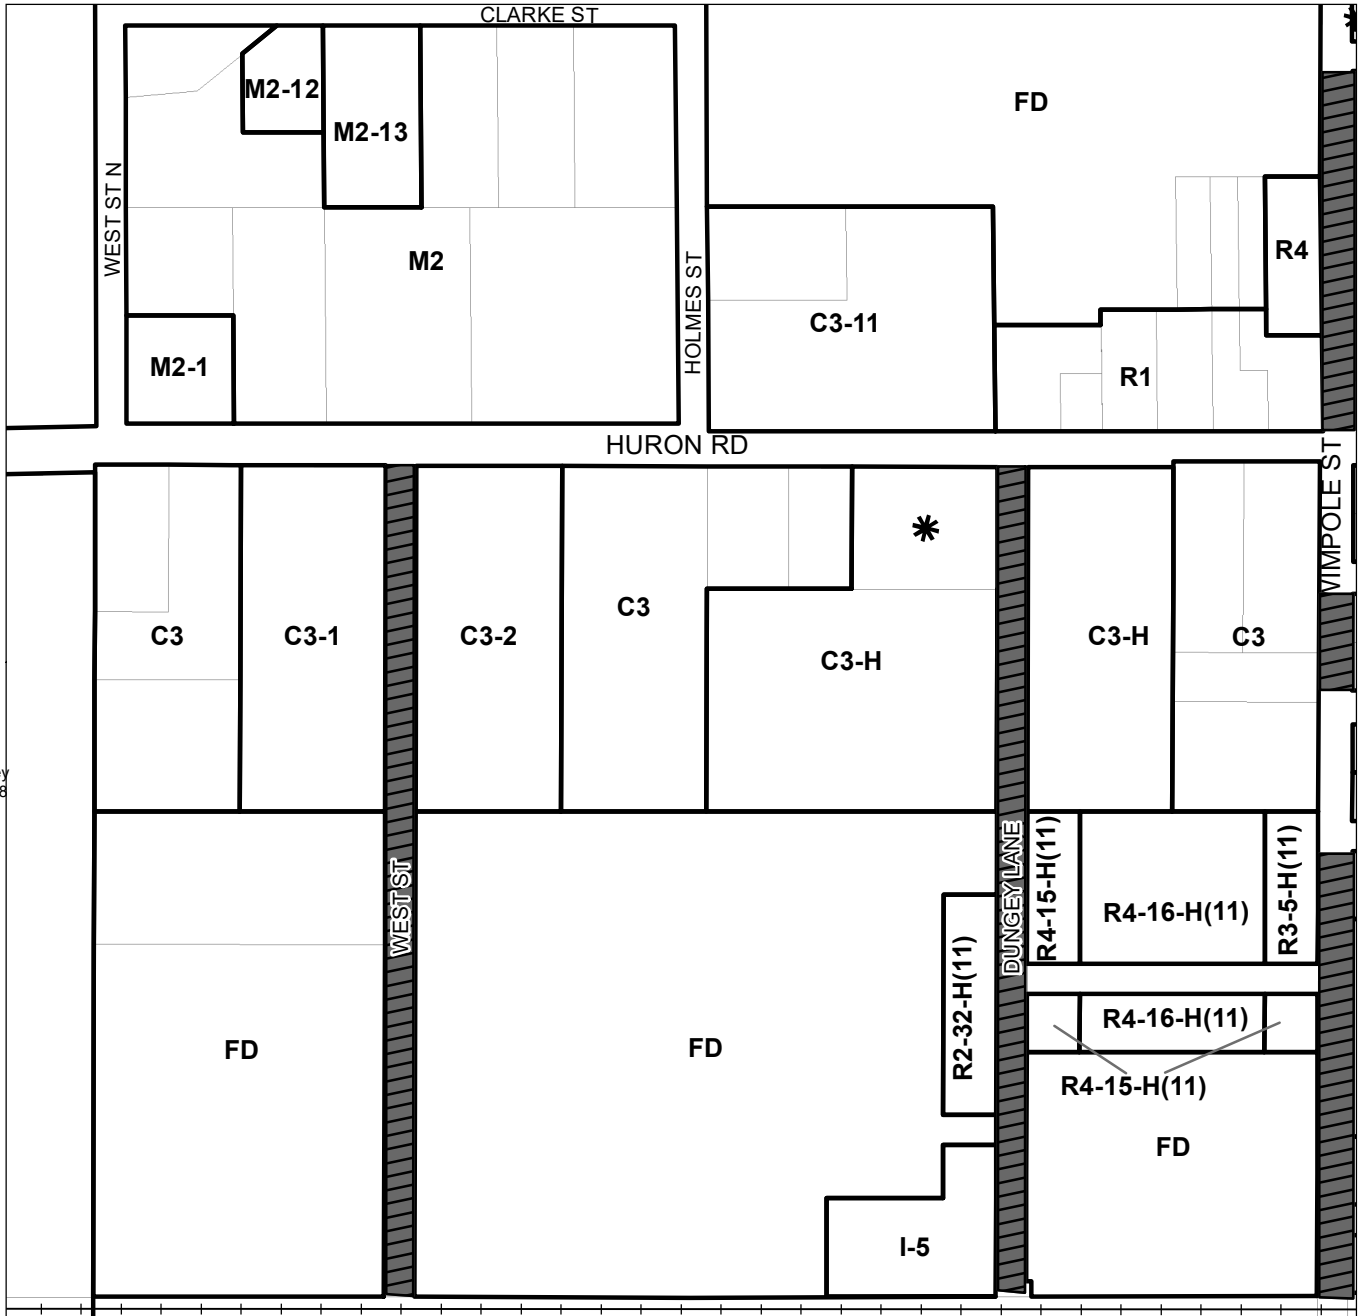 CLARKE ST
M2-12
FD
M2-13
WEST ST N
R4
M2
HOLMES ST
C3-11
M2-1
R1
HURON RD
WIMPOLE ST
C3
C3
C3-1
C3-2
C3-H
C3
C3-H
y
8
DUNGEY LANE
R4-15-H(11)
R3-5-H(11)
WEST ST
R4-16-H(11)
R2-32-H(11)
R4-16-H(11)
FD
FD
R4-15-H(11)
FD
I-5